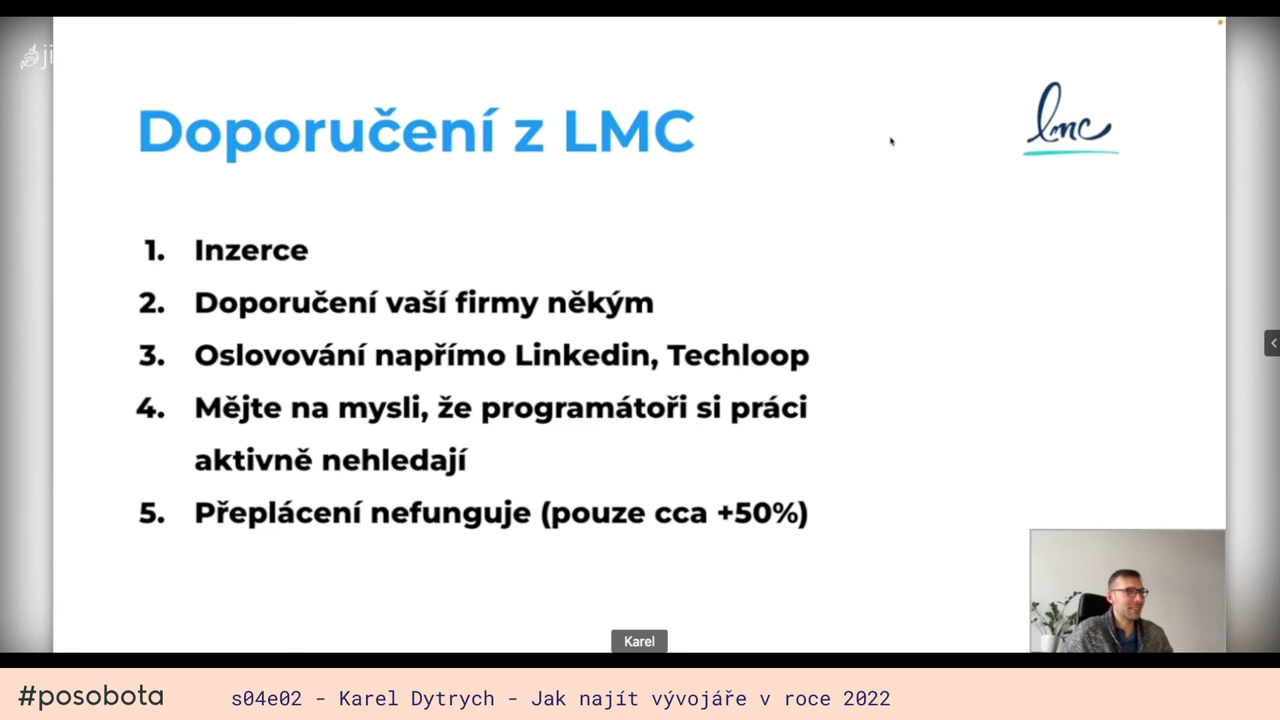 ji
Doporučení z LMC
lmc
1. Inzerce
2. Doporučení vaší firmy někým
3. Oslovování napřímo Linkedin, Techloop
4. Mějte na mysli, že programátoři si práci
aktivně nehledají
5. Přeplácení nefunguje (pouze cca +50%)
Karel
#posobota
s04e02 - Karel Dytrych - Jak najít vývojáře v roce 2022